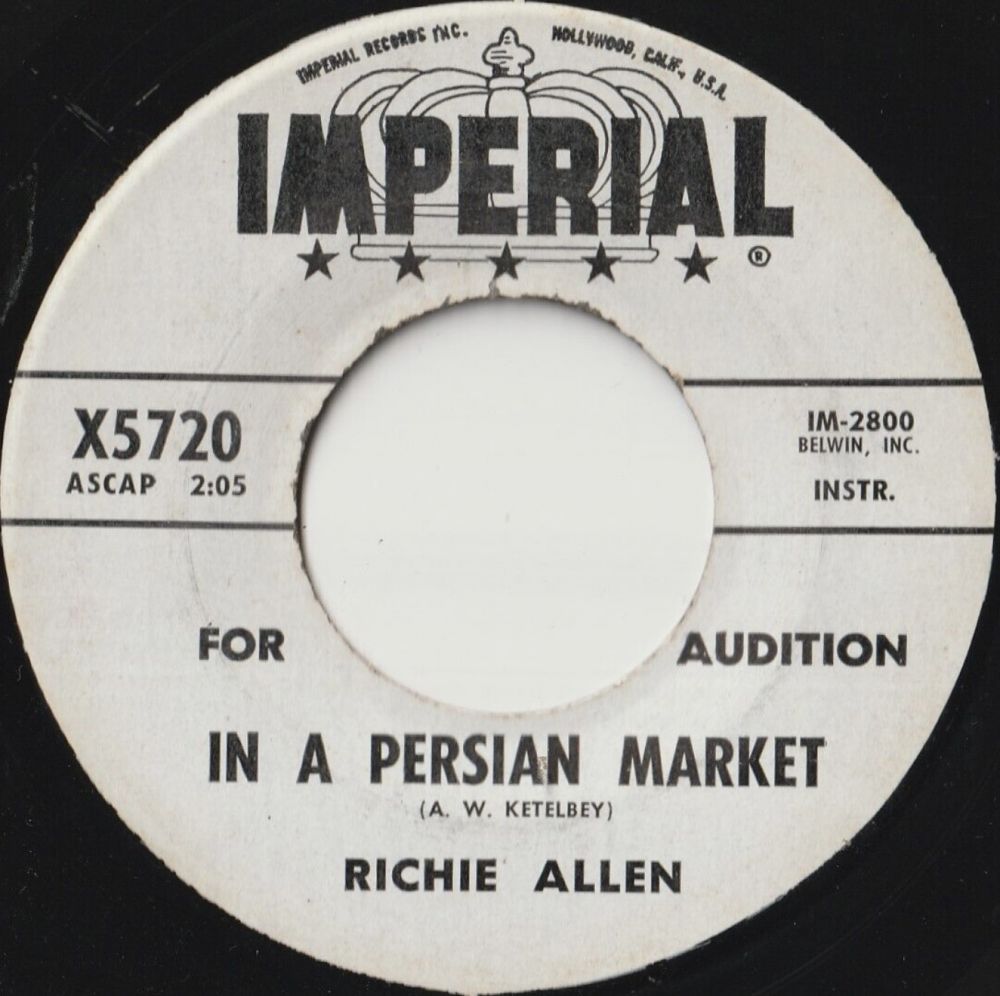 IMPERIAL RECORDS INC. HOLLYWOOD, CALIF., U.S.A.
IMPERIAL
®
X5720
ASCAP 2:05
IM-2800
BELWIN, INC.
INSTR.
FOR AUDITION
IN A PERSIAN MARKET
(A. W. KETELBEY)
RICHIE ALLEN